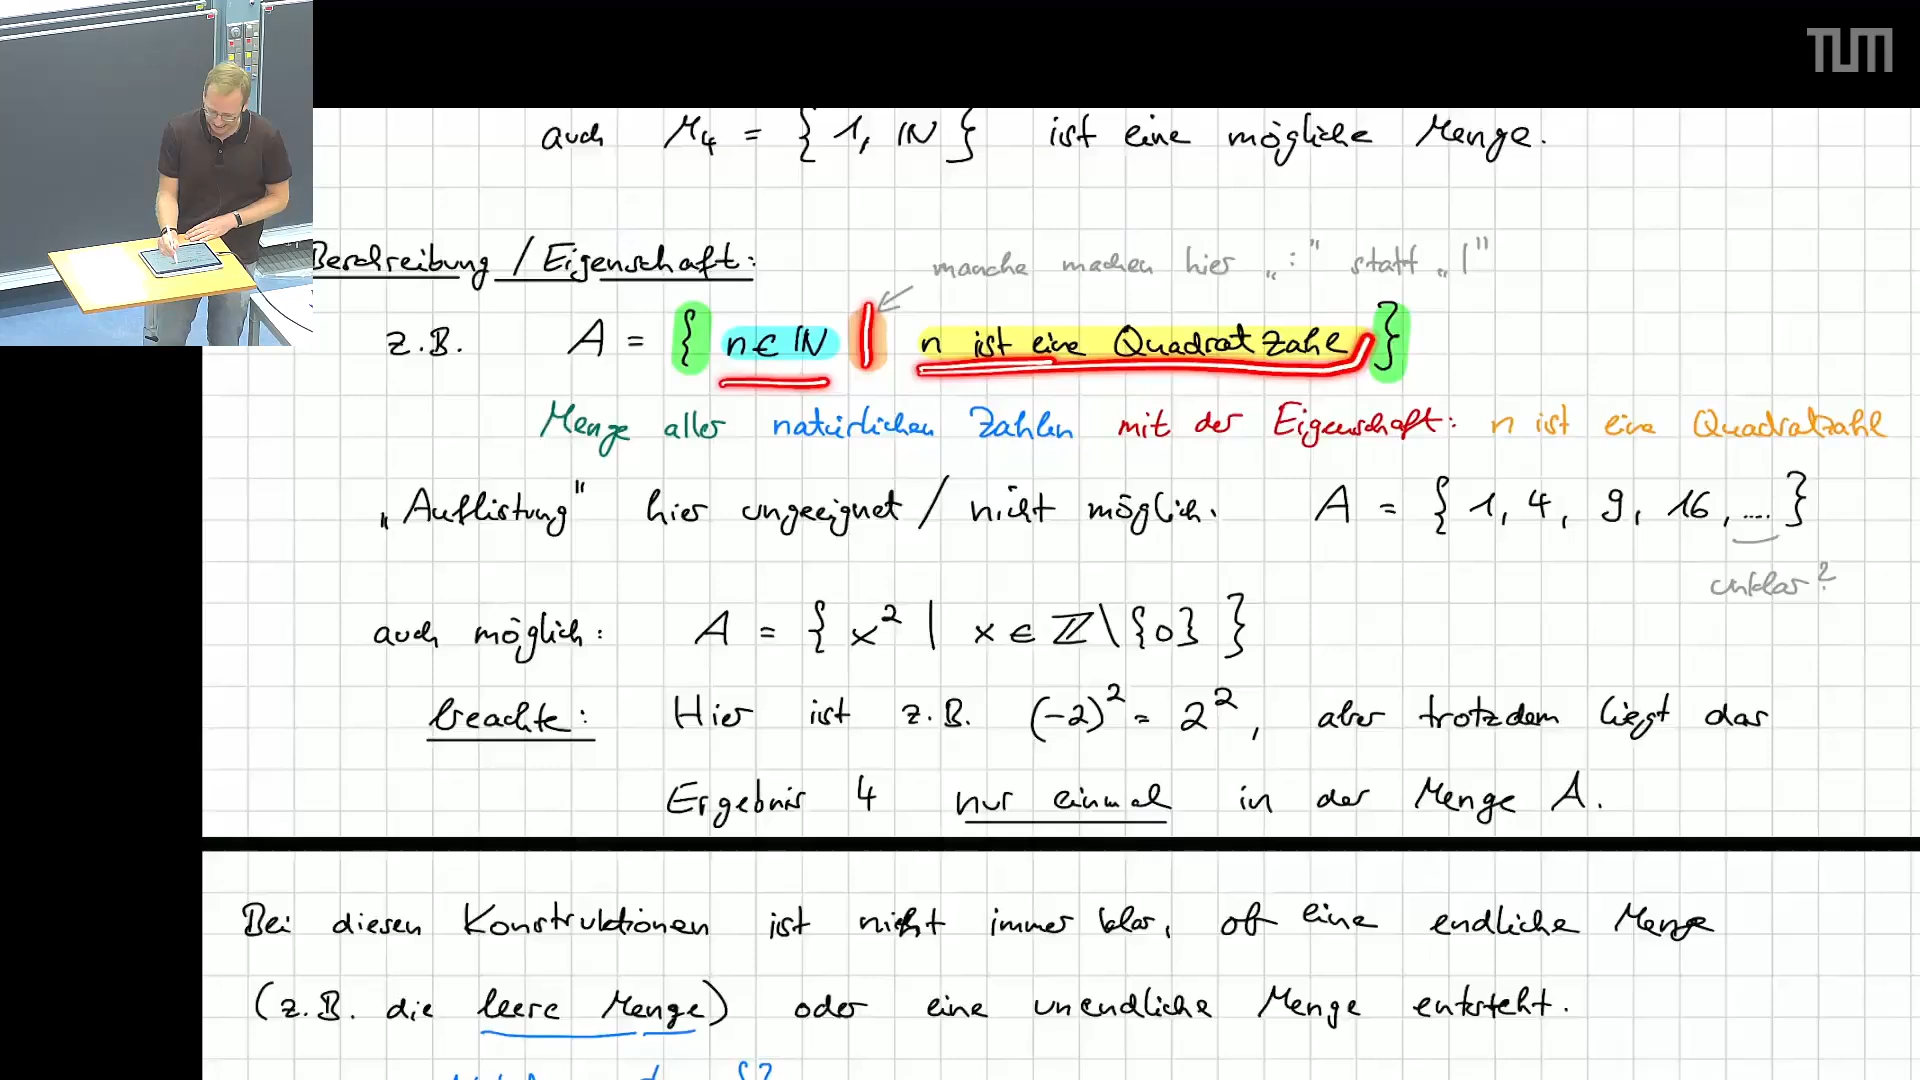 TUM
auch M₄ = { 1, ℕ } ist eine mögliche Menge.
Beschreibung / Eigenschaft:
manche machen hier „:" statt „|"
z.B. A = { n ∈ ℕ | n ist eine Quadratzahl }
Menge aller natürlichen Zahlen mit der Eigenschaft: n ist eine Quadratzahl
„Auflistung" hier ungeeignet / nicht möglich. A = { 1, 4, 9, 16, .... }
unklar?
auch möglich: A = { x² | x ∈ ℤ\{0} }
beachte: Hier ist z.B. (-2)² = 2², aber trotzdem liegt das
Ergebnis 4 nur einmal in der Menge A.
Bei diesen Konstruktionen ist nicht immer klar, ob eine endliche Menge
(z.B. die leere Menge) oder eine unendliche Menge entsteht.